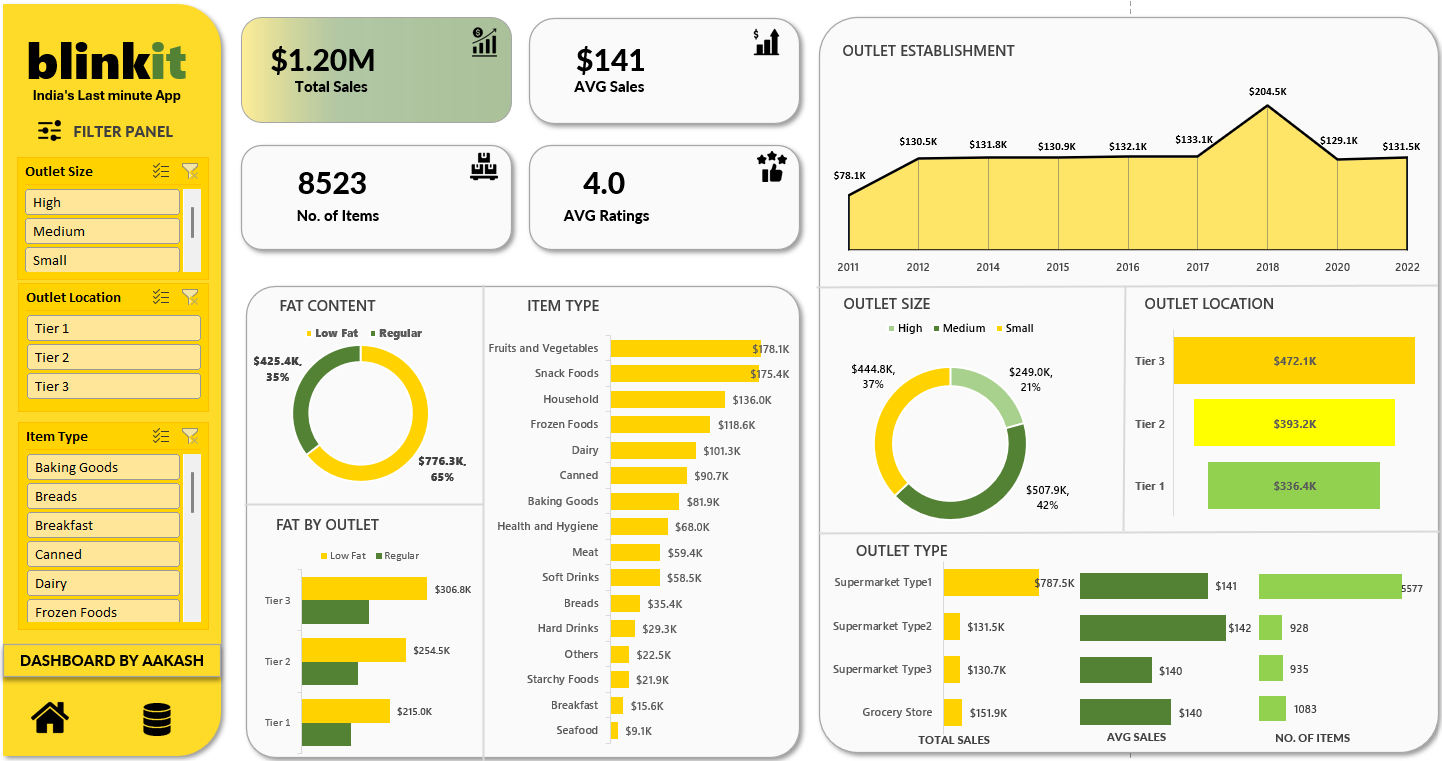 blinkit
India's Last minute App
FILTER PANEL
Outlet Size
High
Medium
Small
Outlet Location
Tier 1
Tier 2
Tier 3
Item Type
Baking Goods
Breads
Breakfast
Canned
Dairy
Frozen Foods
DASHBOARD BY AAKASH
$1.20M
Total Sales
$141
AVG Sales
8523
No. of Items
4.0
AVG Ratings
FAT CONTENT
Low Fat Regular
$425.4K,
35%
$776.3K,
65%
FAT BY OUTLET
Low Fat Regular
Tier 3 $306.8K
Tier 2 $254.5K
Tier 1 $215.0K
ITEM TYPE
Fruits and Vegetables $178.1K
Snack Foods $175.4K
Household $136.0K
Frozen Foods $118.6K
Dairy $101.3K
Canned $90.7K
Baking Goods $81.9K
Health and Hygiene $68.0K
Meat $59.4K
Soft Drinks $58.5K
Breads $35.4K
Hard Drinks $29.3K
Others $22.5K
Starchy Foods $21.9K
Breakfast $15.6K
Seafood $9.1K
OUTLET ESTABLISHMENT
$78.1K $130.5K $131.8K $130.9K $132.1K $133.1K $204.5K $129.1K $131.5K
2011 2012 2014 2015 2016 2017 2018 2020 2022
OUTLET SIZE
High Medium Small
$444.8K,
37%
$249.0K,
21%
$507.9K,
42%
OUTLET LOCATION
Tier 3 $472.1K
Tier 2 $393.2K
Tier 1 $336.4K
OUTLET TYPE
Supermarket Type1 $787.5K $141 5577
Supermarket Type2 $131.5K $142 928
Supermarket Type3 $130.7K $140 935
Grocery Store $151.9K $140 1083
TOTAL SALES AVG SALES NO. OF ITEMS